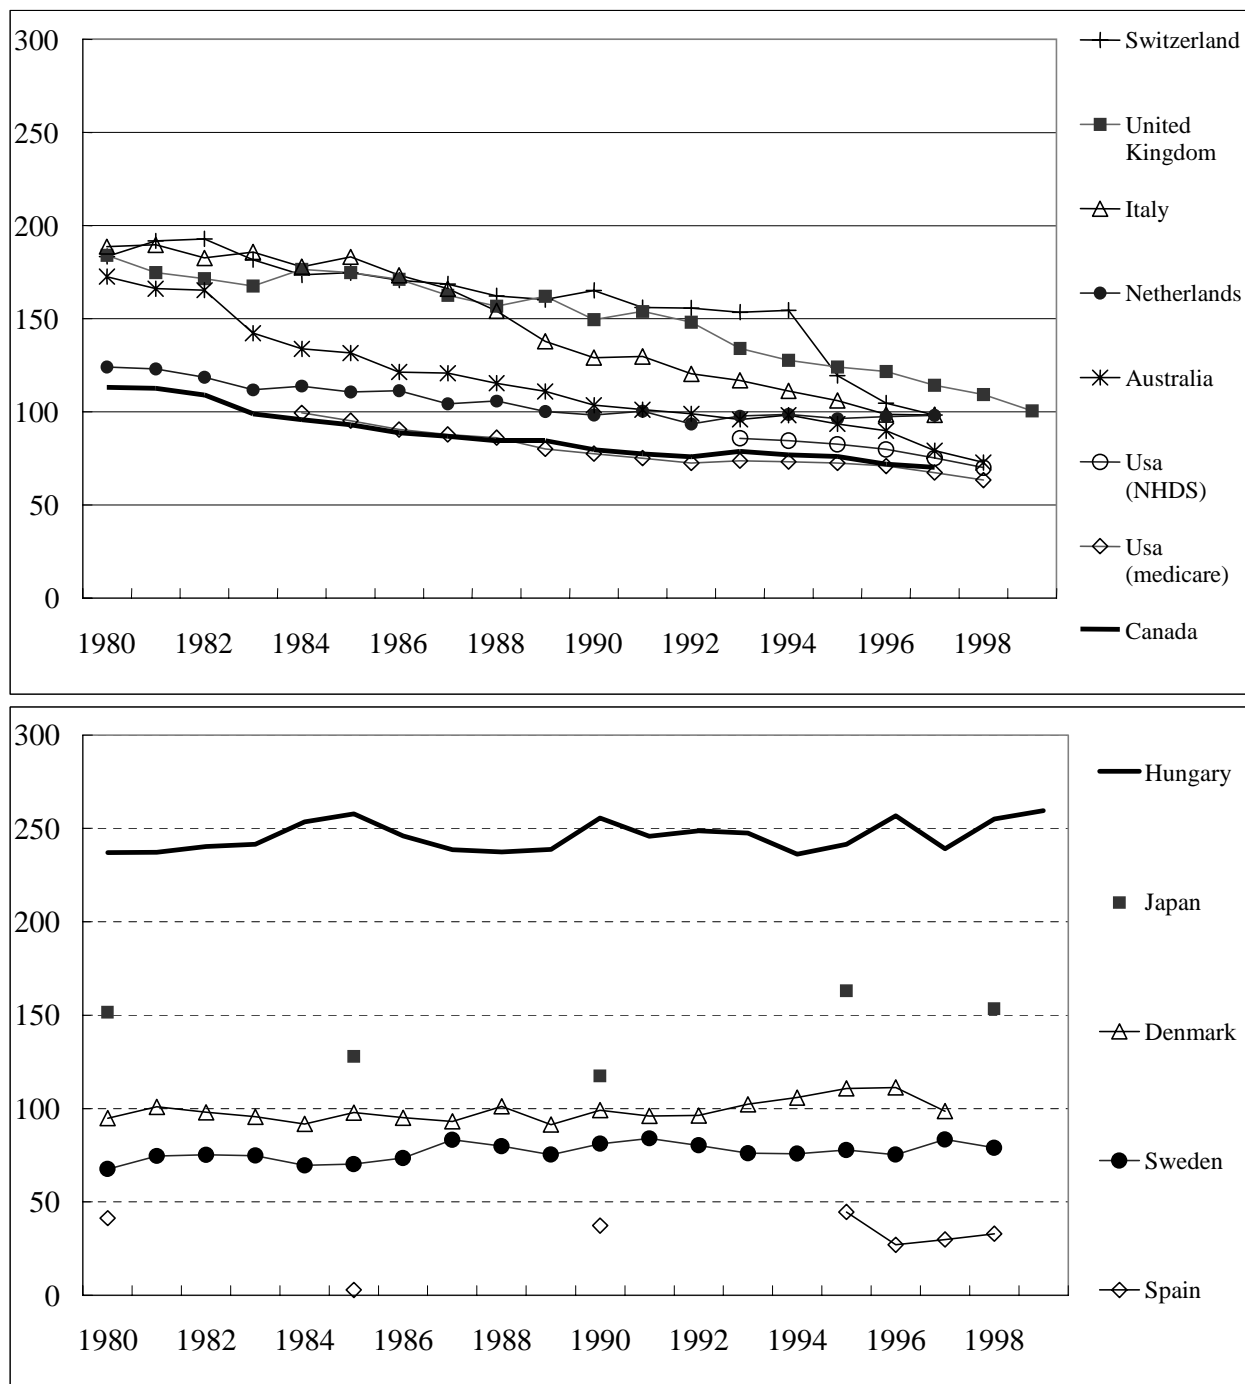 300
250
200
150
100
50
0
1980 1982 1984 1986 1988 1990 1992 1994 1996 1998
Switzerland
United
Kingdom
Italy
Netherlands
Australia
Usa
(NHDS)
Usa
(medicare)
Canada
300
250
200
150
100
50
0
1980 1982 1984 1986 1988 1990 1992 1994 1996 1998
Hungary
Japan
Denmark
Sweden
Spain